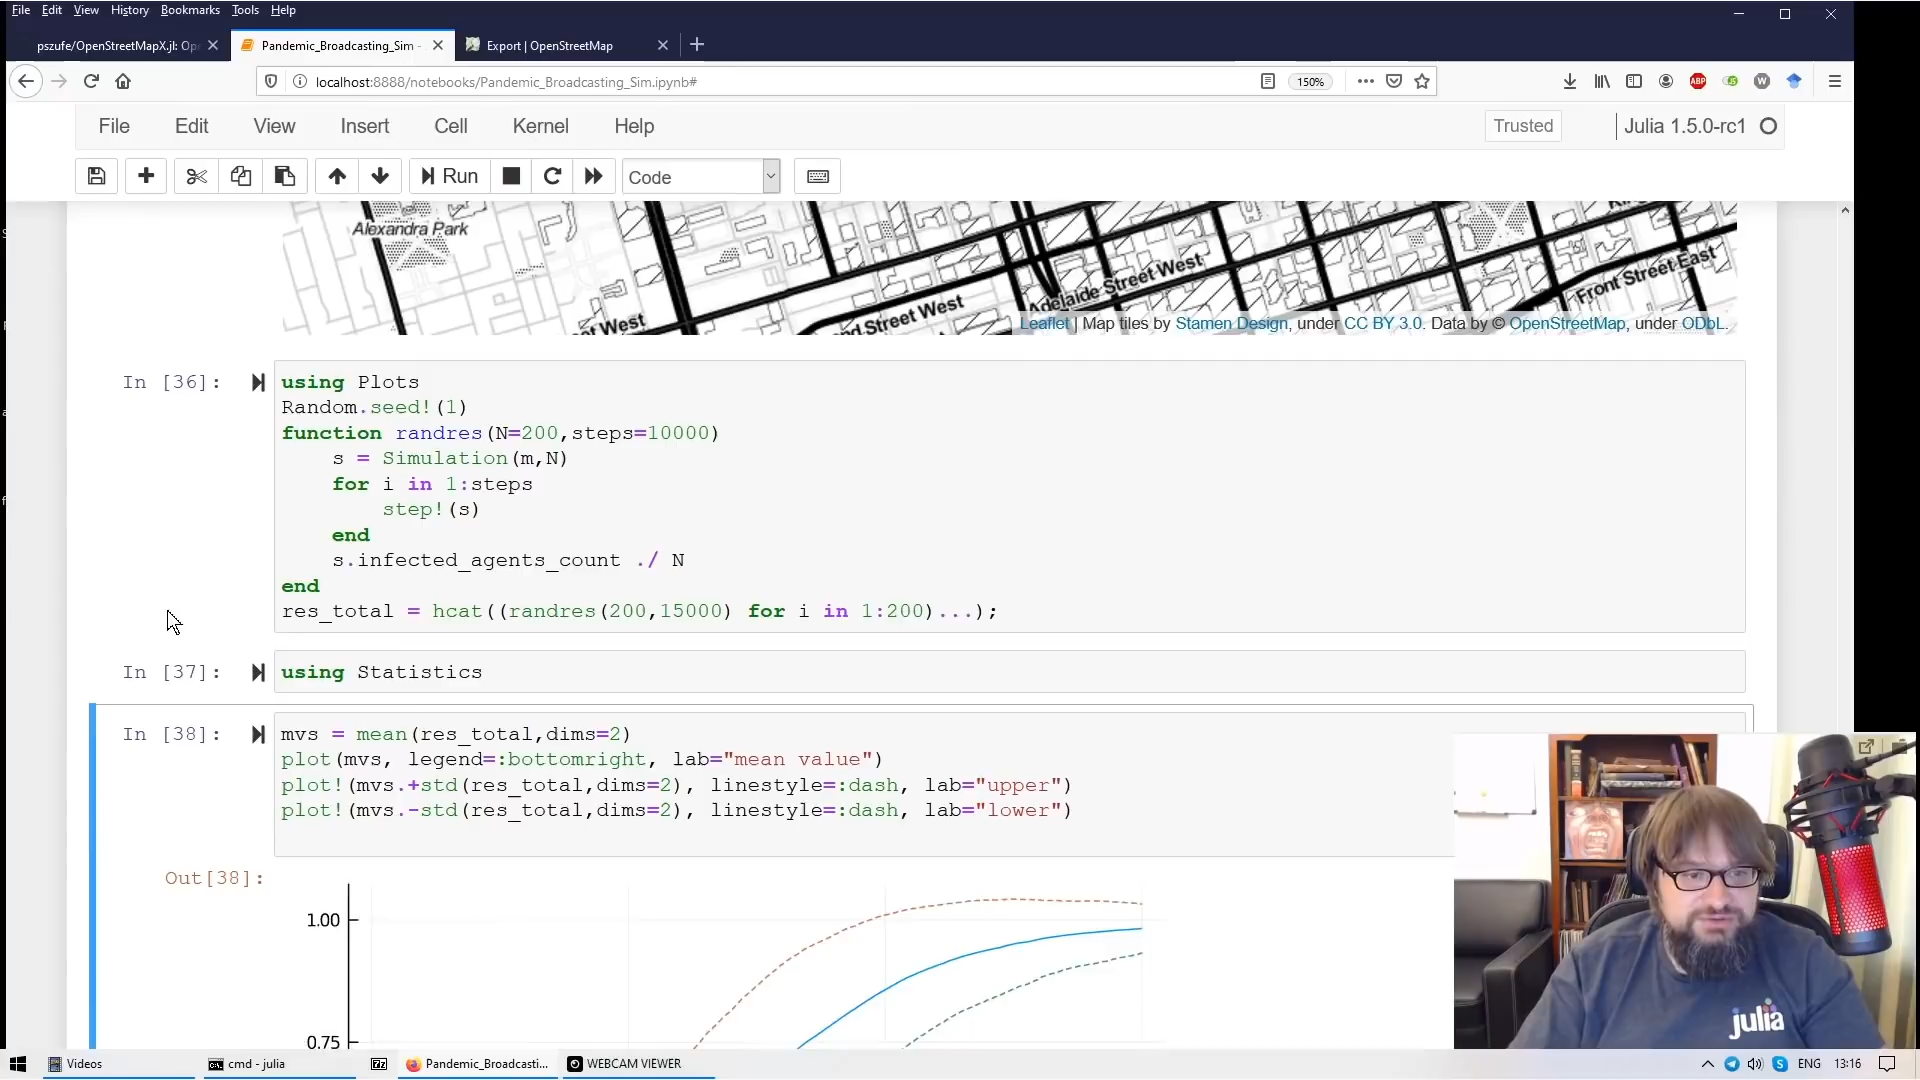 File Edit View History Bookmarks Tools Help
pszufe/OpenStreetMapX.jl: Op
Pandemic_Broadcasting_Sim -
Export | OpenStreetMap
localhost:8888/notebooks/Pandemic_Broadcasting_Sim.ipynb#
150%
ABP
W
File Edit View Insert Cell Kernel Help
Trusted
Julia 1.5.0-rc1
Run
Code
Alexandra Park
Adelaide Street West
Front Street East
Street West
West
Leaflet | Map tiles by Stamen Design, under CC BY 3.0. Data by © OpenStreetMap, under ODbL.
In [36]:
using Plots
Random.seed!(1)
function randres(N=200,steps=10000)
    s = Simulation(m,N)
    for i in 1:steps
        step!(s)
    end
    s.infected_agents_count ./ N
end
res_total = hcat((randres(200,15000) for i in 1:200)...);
In [37]:
using Statistics
In [38]:
mvs = mean(res_total,dims=2)
plot(mvs, legend=:bottomright, lab="mean value")
plot!(mvs.+std(res_total,dims=2), linestyle=:dash, lab="upper")
plot!(mvs.-std(res_total,dims=2), linestyle=:dash, lab="lower")
Out[38]:
1.00
0.75
julia
Videos
cmd - julia
7z
Pandemic_Broadcasti...
WEBCAM VIEWER
ENG
13:16